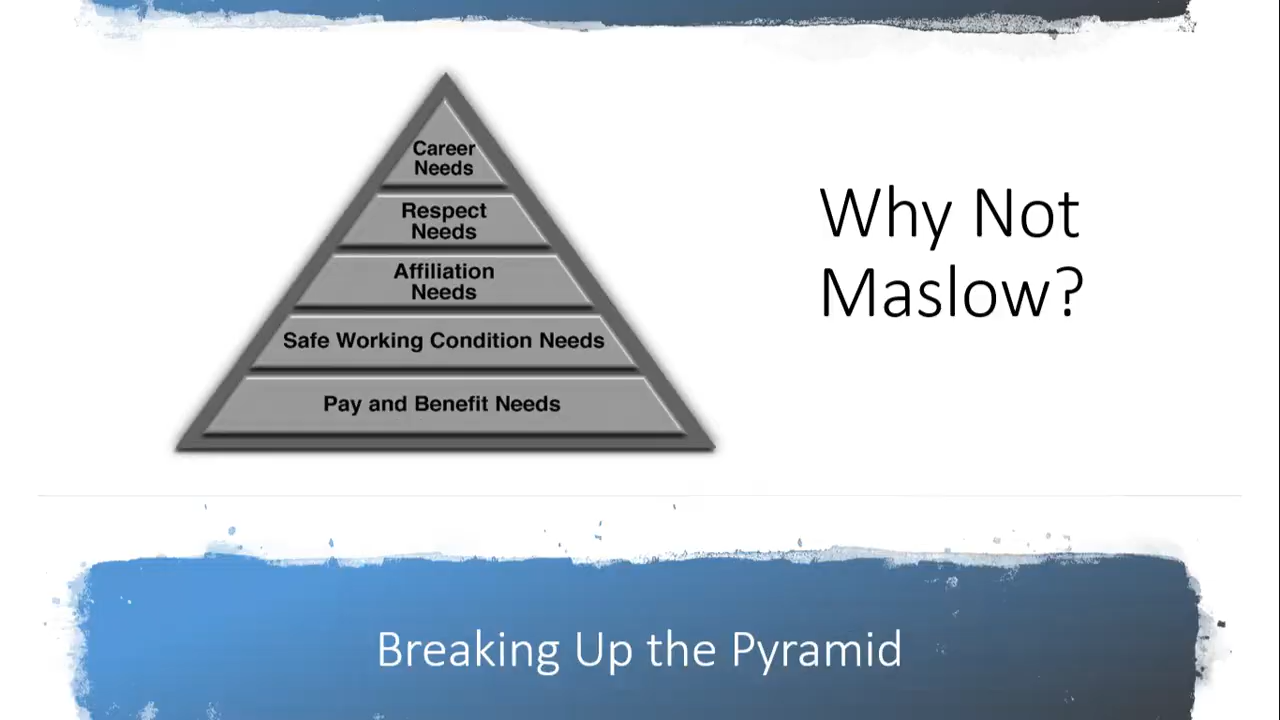 Career
Needs
Respect
Needs
Affiliation
Needs
Safe Working Condition Needs
Pay and Benefit Needs
Why Not
Maslow?
Breaking Up the Pyramid